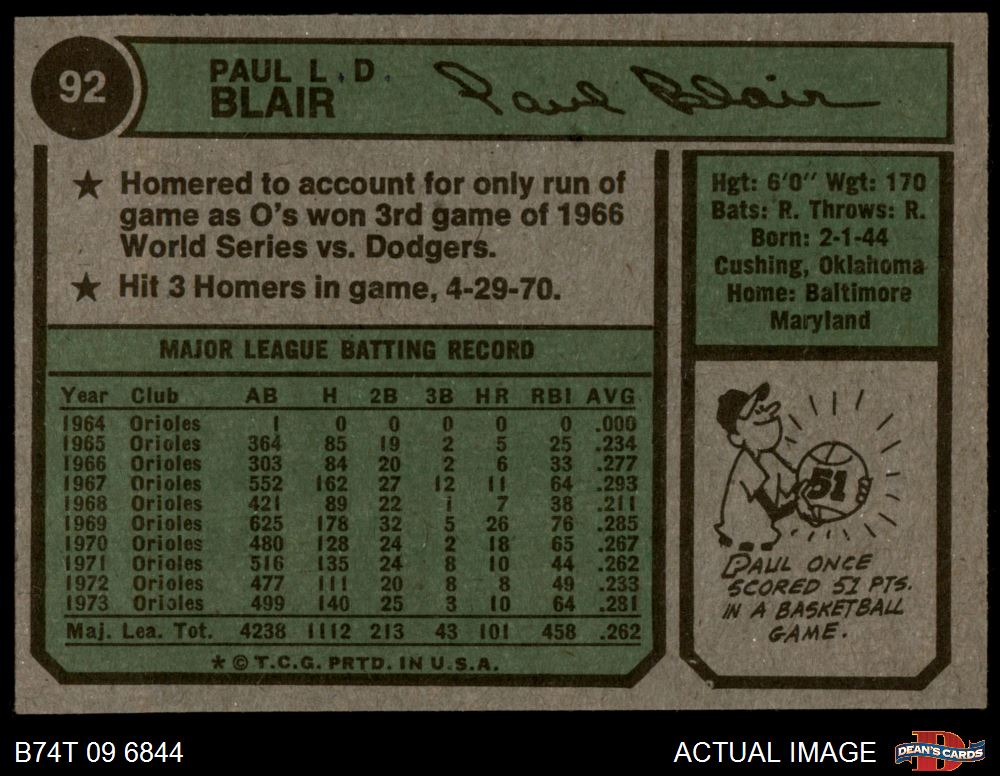 92
PAUL L. D.
BLAIR
Paul Blair
★ Homered to account for only run of
game as O's won 3rd game of 1966
World Series vs. Dodgers.
★ Hit 3 Homers in game, 4-29-70.
MAJOR LEAGUE BATTING RECORD
Year Club AB H 2B 3B HR RBI AVG
1964 Orioles 1 0 0 0 0 0 .000
1965 Orioles 364 85 19 2 5 25 .234
1966 Orioles 303 84 20 2 6 33 .277
1967 Orioles 552 162 27 12 11 64 .293
1968 Orioles 421 89 22 1 7 38 .211
1969 Orioles 625 178 32 5 26 76 .285
1970 Orioles 480 128 24 2 18 65 .267
1971 Orioles 516 135 24 8 10 44 .262
1972 Orioles 477 111 20 8 8 49 .233
1973 Orioles 499 140 25 3 10 64 .281
Maj. Lea. Tot. 4238 1112 213 43 101 458 .262
* © T.C.G. PRTD. IN U.S.A.
Hgt: 6'0" Wgt: 170
Bats: R. Throws: R.
Born: 2-1-44
Cushing, Oklahoma
Home: Baltimore
Maryland
51
PAUL ONCE
SCORED 51 PTS.
IN A BASKETBALL
GAME.
B74T 09 6844
ACTUAL IMAGE
DEAN'S CARDS